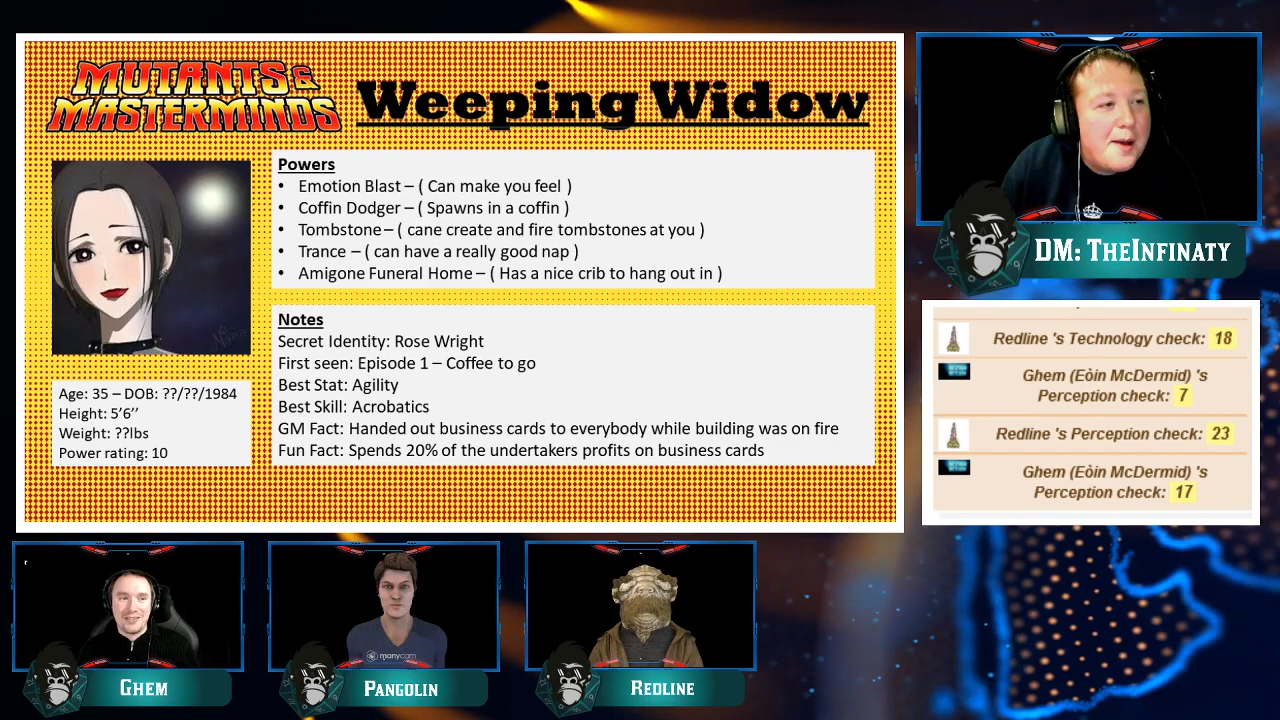 MUTANTS &
MASTERMINDS
Weeping Widow
Powers
• Emotion Blast – ( Can make you feel )
• Coffin Dodger – ( Spawns in a coffin )
• Tombstone – ( cane create and fire tombstones at you )
• Trance – ( can have a really good nap )
• Amigone Funeral Home – ( Has a nice crib to hang out in )
Age: 35 – DOB: ??/??/1984
Height: 5’6’’
Weight: ??lbs
Power rating: 10
Notes
Secret Identity: Rose Wright
First seen: Episode 1 – Coffee to go
Best Stat: Agility
Best Skill: Acrobatics
GM Fact: Handed out business cards to everybody while building was on fire
Fun Fact: Spends 20% of the undertakers profits on business cards
DM: TheInfinaty
Redline 's Technology check: 18
Ghem (Eòin McDermid) 's
Perception check: 7
Redline 's Perception check: 23
Ghem (Eòin McDermid) 's
Perception check: 17
manycam
Ghem
Pangolin
Redline